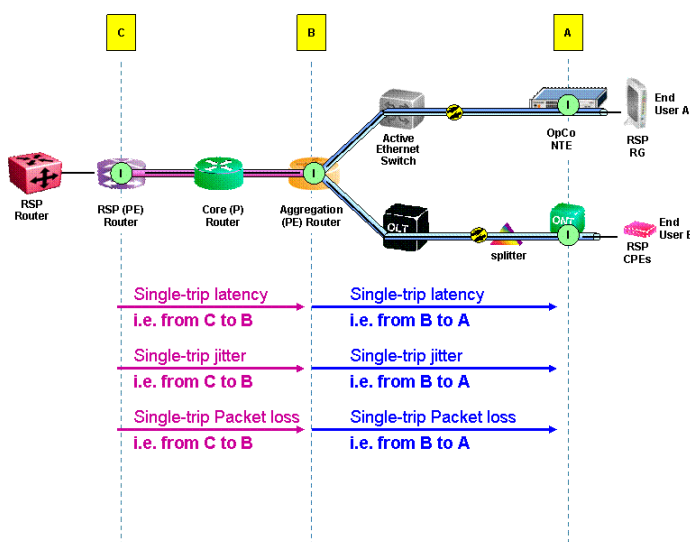 C
B
A
End
User A
Active
Ethernet
Switch
OpCo
NTE
RSP
RG
I
I
I
RSP
Router
RSP (PE)
Router
Core (P)
Router
Aggregation
(PE) Router
OLT
splitter
ONT
I
End
User B
RSP
CPEs
Single-trip latency
i.e. from C to B
Single-trip latency
i.e. from B to A
Single-trip jitter
i.e. from C to B
Single-trip jitter
i.e. from B to A
Single-trip Packet loss
i.e. from C to B
Single-trip Packet loss
i.e. from B to A